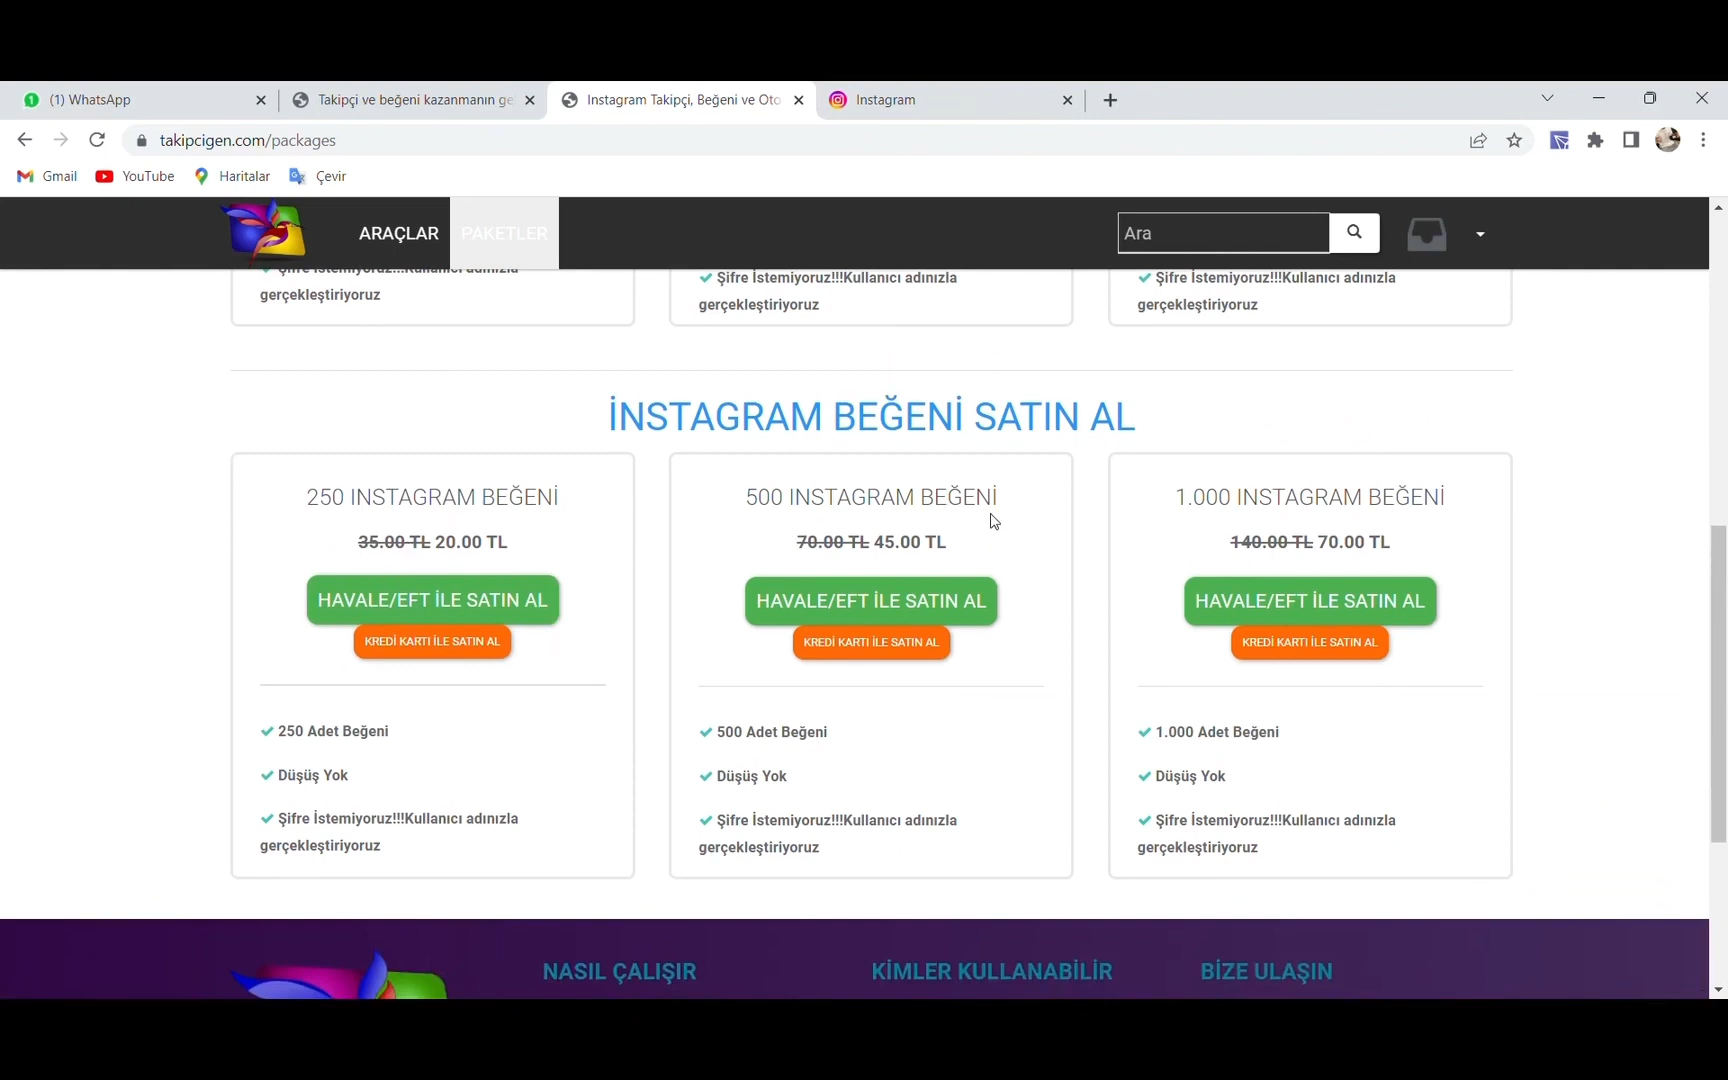 1 (1) WhatsApp
Takipçi ve beğeni kazanmanın ge
Instagram Takipçi, Beğeni ve Oto
Instagram
takipcigen.com/packages
Gmail YouTube Haritalar Çevir
ARAÇLAR PAKETLER Ara
Şifre İstemiyoruz!!!Kullanıcı adınızla
gerçekleştiriyoruz
Şifre İstemiyoruz!!!Kullanıcı adınızla
gerçekleştiriyoruz
Şifre İstemiyoruz!!!Kullanıcı adınızla
gerçekleştiriyoruz
İNSTAGRAM BEĞENİ SATIN AL
250 INSTAGRAM BEĞENİ
35.00 TL 20.00 TL
HAVALE/EFT İLE SATIN AL
KREDİ KARTI İLE SATIN AL
250 Adet Beğeni
Düşüş Yok
Şifre İstemiyoruz!!!Kullanıcı adınızla
gerçekleştiriyoruz
500 INSTAGRAM BEĞENİ
70.00 TL 45.00 TL
HAVALE/EFT İLE SATIN AL
KREDİ KARTI İLE SATIN AL
500 Adet Beğeni
Düşüş Yok
Şifre İstemiyoruz!!!Kullanıcı adınızla
gerçekleştiriyoruz
1.000 INSTAGRAM BEĞENİ
140.00 TL 70.00 TL
HAVALE/EFT İLE SATIN AL
KREDİ KARTI İLE SATIN AL
1.000 Adet Beğeni
Düşüş Yok
Şifre İstemiyoruz!!!Kullanıcı adınızla
gerçekleştiriyoruz
NASIL ÇALIŞIR
KİMLER KULLANABİLİR
BİZE ULAŞIN